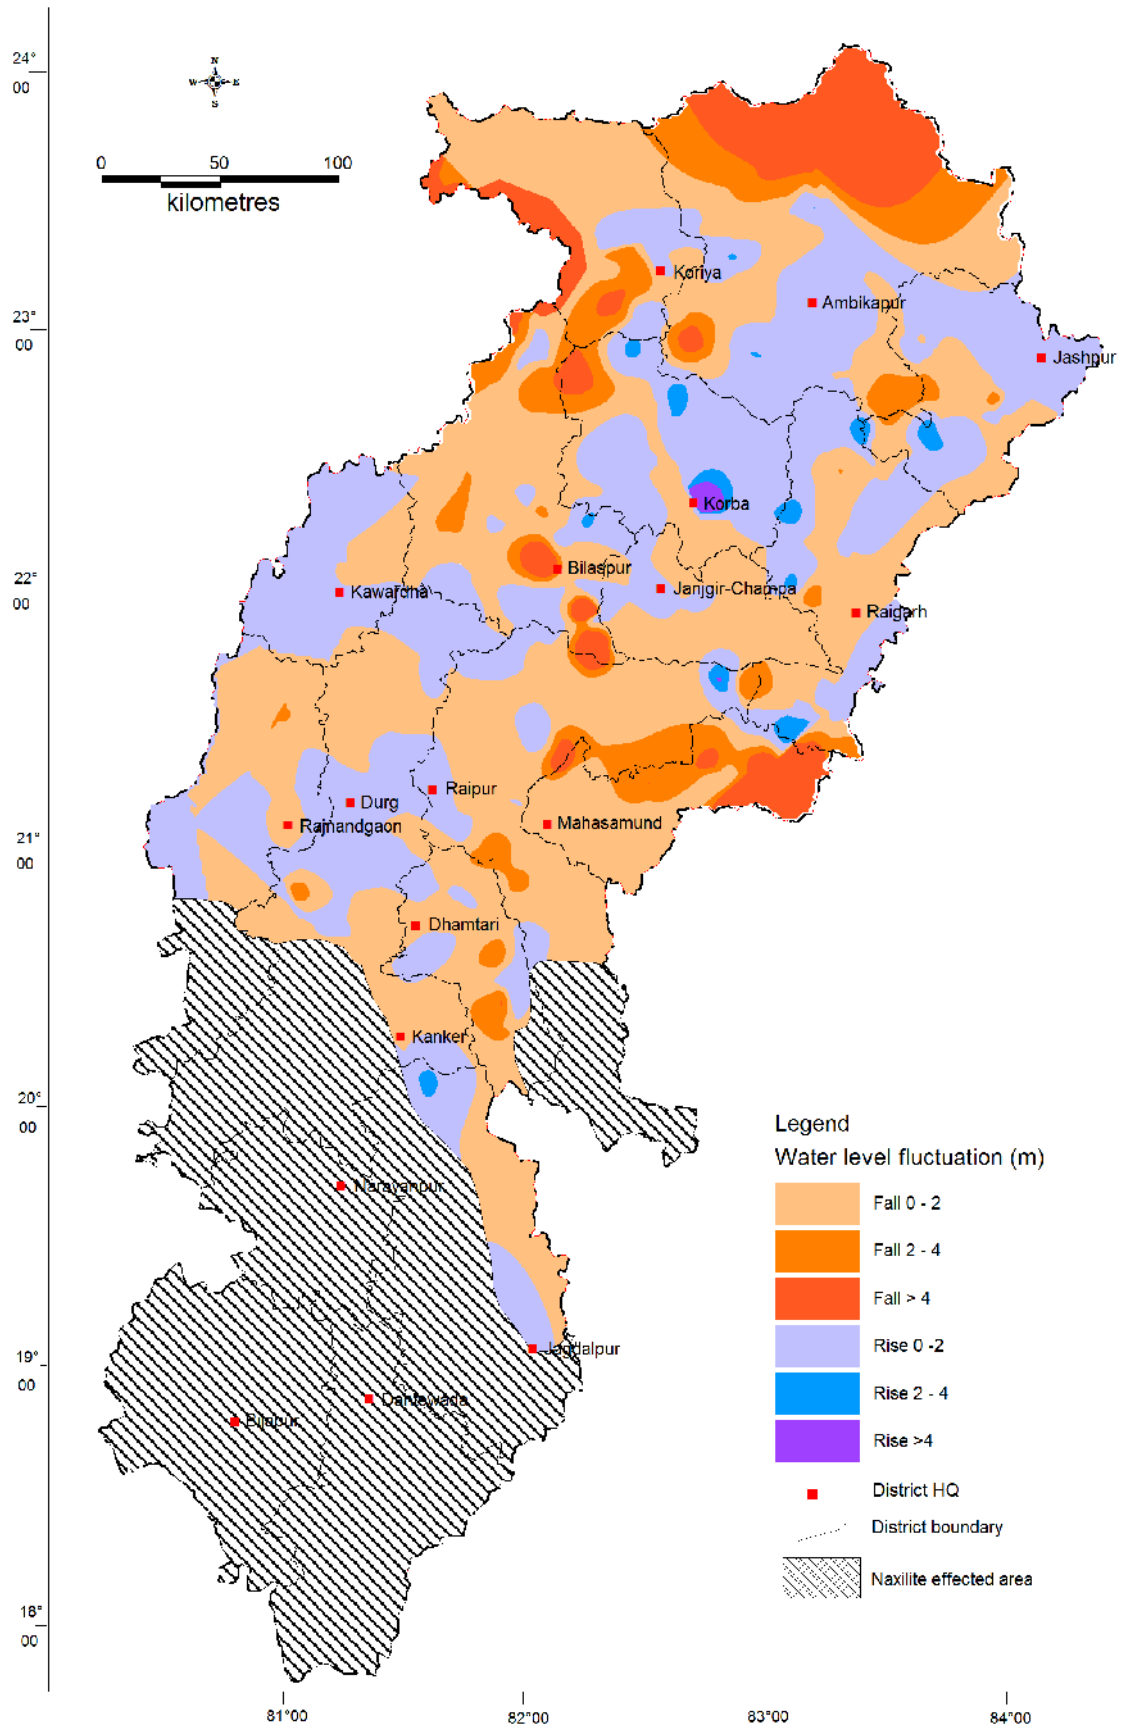 24°
00
N
W E
S
0 50 100
kilometres
Koriya
Ambikapur
23°
00
Jashpur
Korba
Bilaspur
22°
00
Kawardha
Janjgir-Champa
Raigarh
Raipur
Durg
Mahasamund
Rajnandgaon
21°
00
Dhamtari
Kanker
20°
00
Legend
Water level fluctuation (m)
Narayanpur
Fall 0 - 2
Fall 2 - 4
Fall > 4
Jagdalpur
Rise 0 -2
19°
00
Dantewada
Rise 2 - 4
Bijapur
Rise >4
District HQ
District boundary
Naxilite effected area
18°
00
81°00 82°00 83°00 84°00